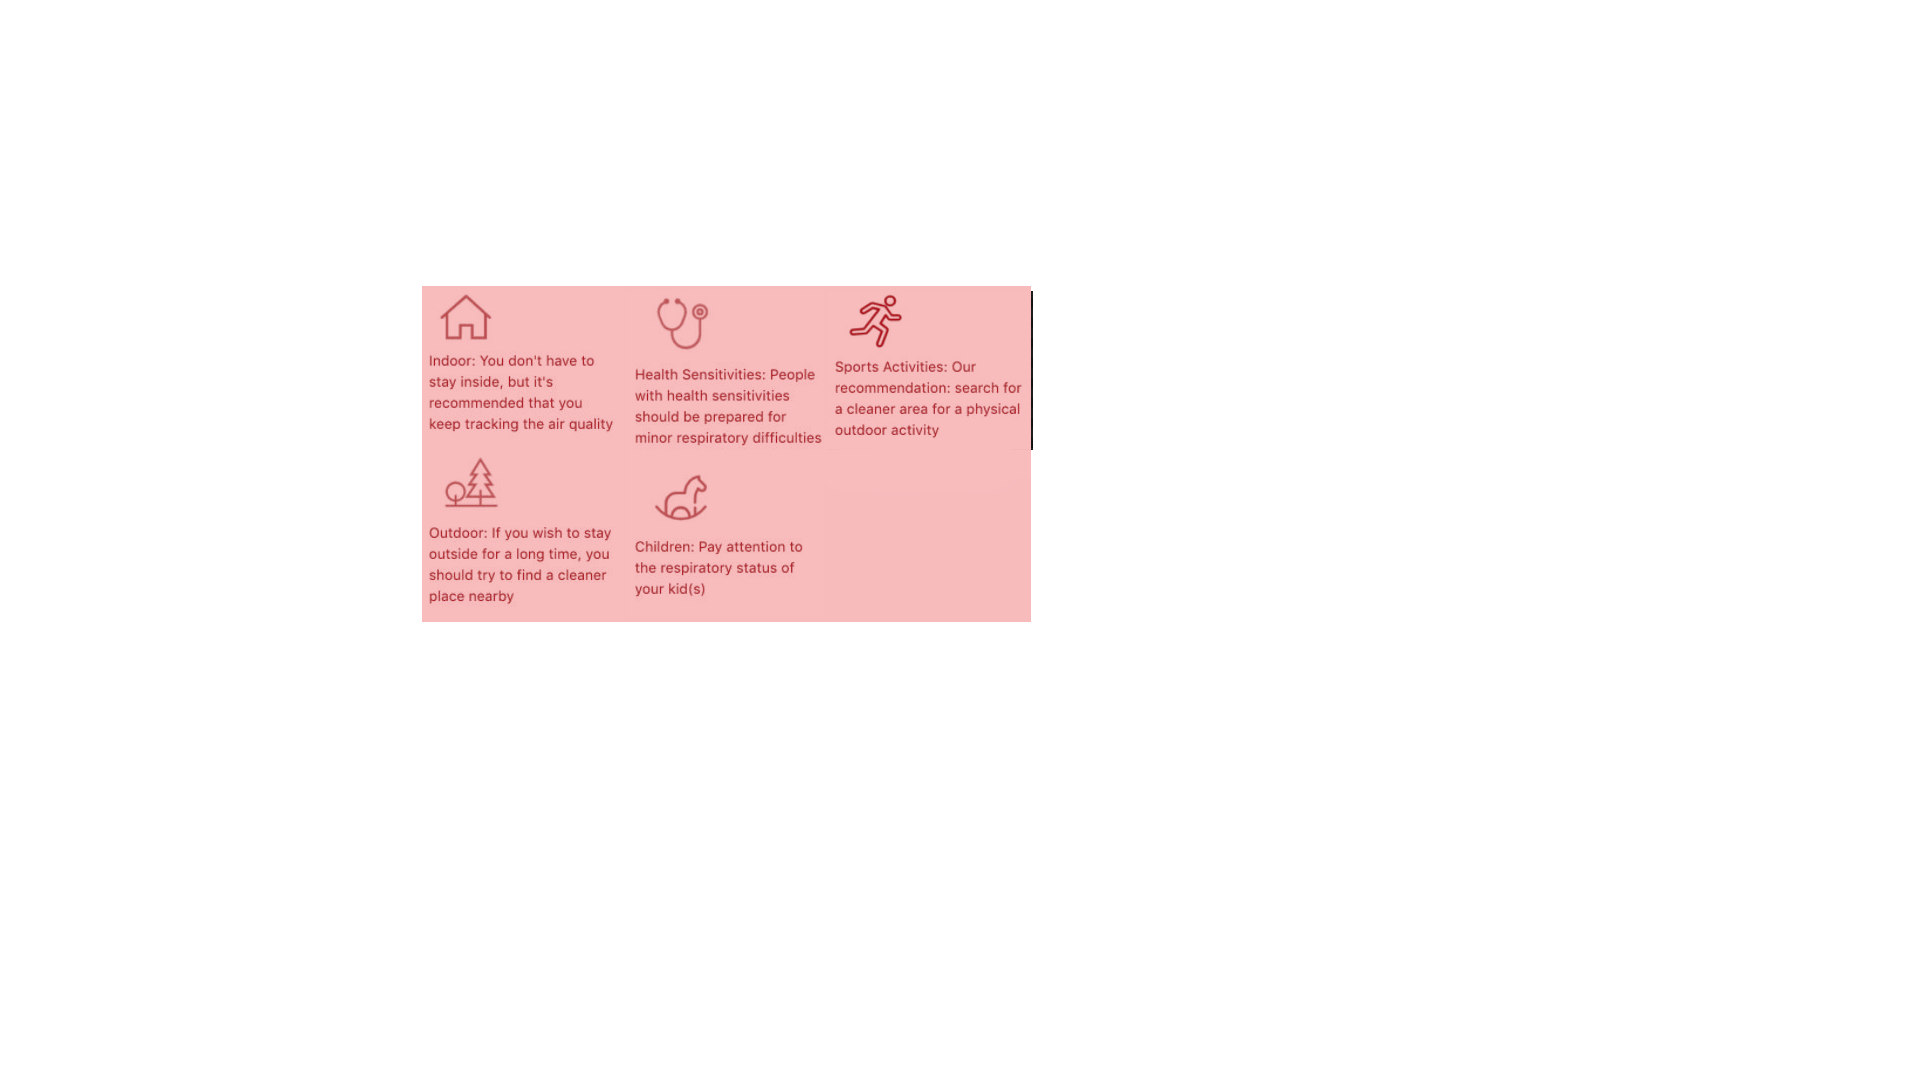 Indoor: You don't have to
stay inside, but it's
recommended that you
keep tracking the air quality
Health Sensitivities: People
with health sensitivities
should be prepared for
minor respiratory difficulties
Sports Activities: Our
recommendation: search for
a cleaner area for a physical
outdoor activity
Outdoor: If you wish to stay
outside for a long time, you
should try to find a cleaner
place nearby
Children: Pay attention to
the respiratory status of
your kid(s)